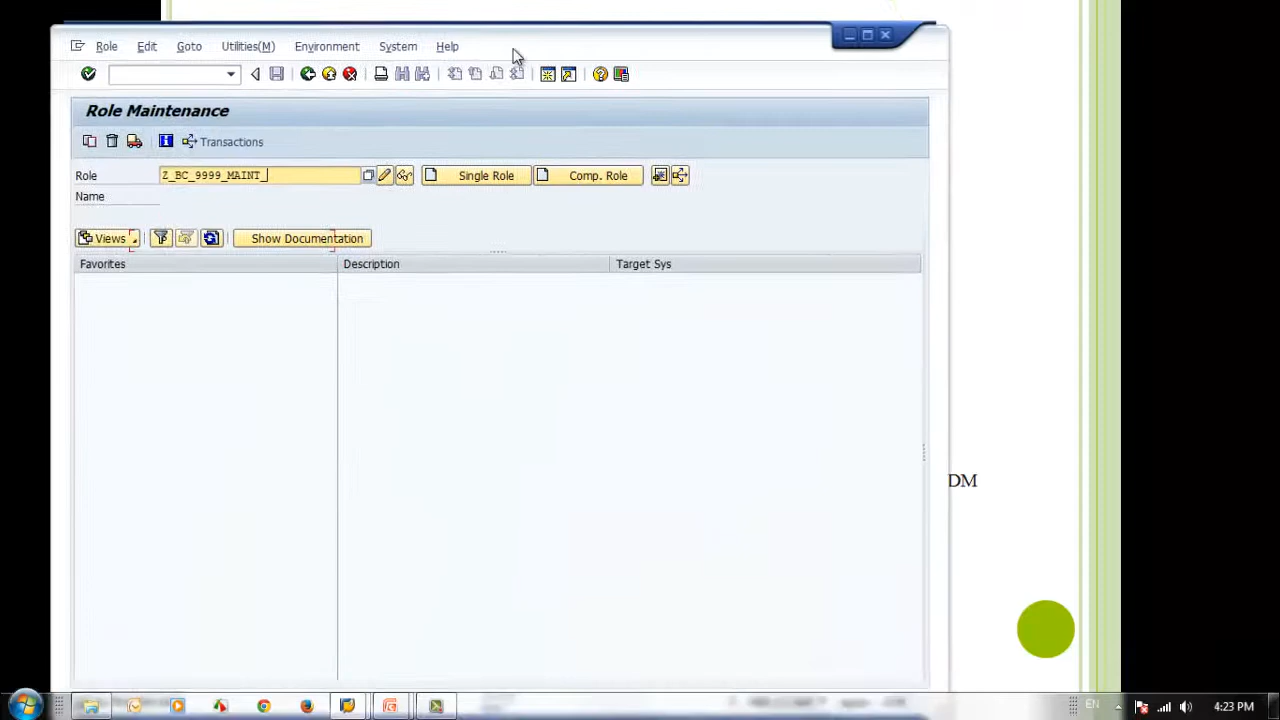 Role Edit Goto Utilities(M) Environment System Help
Role Maintenance
Transactions
Role Z_BC_9999_MAINT_ Single Role Comp. Role
Name
Views Show Documentation
Favorites Description Target Sys
DM
EN 4:23 PM